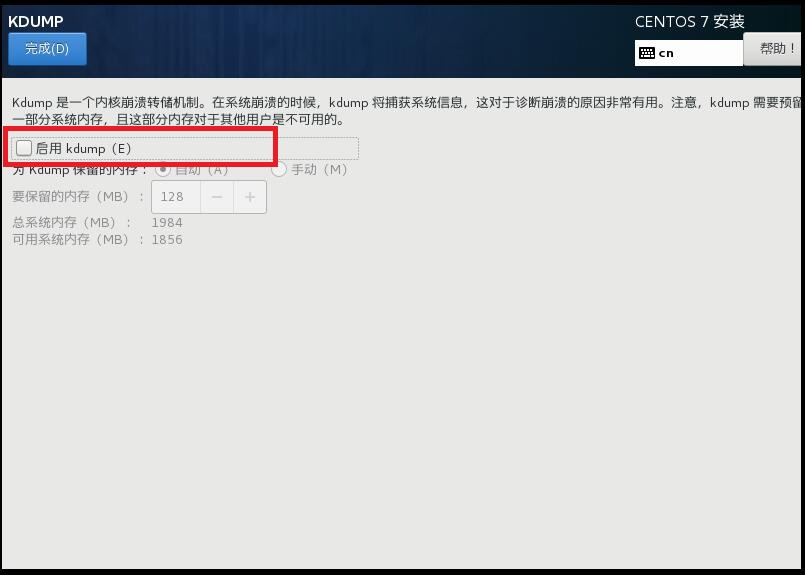 KDUMP
CENTOS 7 安装
完成(D)
cn
帮助！
Kdump 是一个内核崩溃转储机制。在系统崩溃的时候，kdump 将捕获系统信息，这对于诊断崩溃的原因非常有用。注意，kdump 需要预留
一部分系统内存，且这部分内存对于其他用户是不可用的。
启用 kdump（E）
为 Kdump 保留的内存： 自动（A） 手动（M）
要保留的内存（MB）： 128 － ＋
总系统内存（MB）： 1984
可用系统内存（MB）： 1856